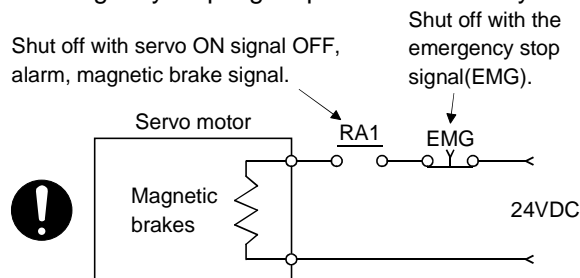 Shut off with servo ON signal OFF,
alarm, magnetic brake signal.
Shut off with the
emergency stop
signal(EMG).
Servo motor
RA1
EMG
Magnetic
brakes
24VDC